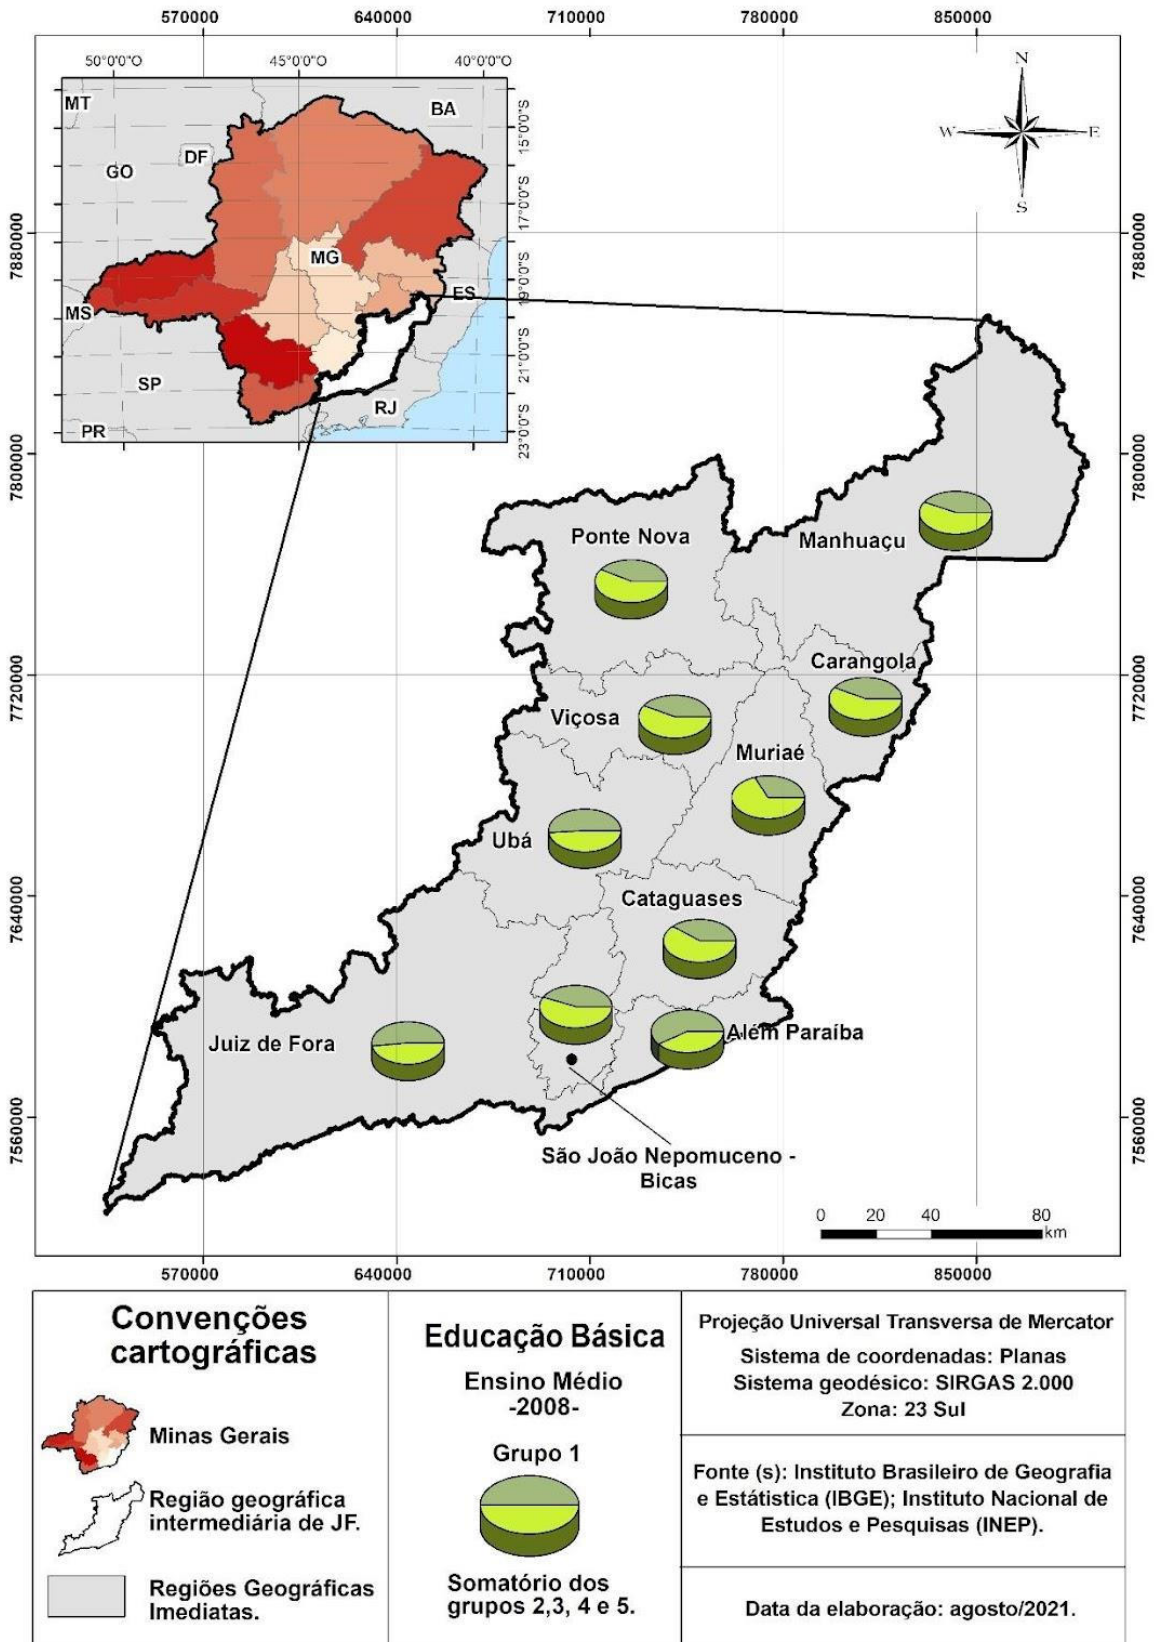 570000
640000
710000
780000
850000
50°0'0"O
45°0'0"O
40°0'0"O
MT
BA
DF
GO
MG
ES
MS
SP
RJ
PR
15°0'0"S
17°0'0"S
19°0'0"S
21°0'0"S
23°0'0"S
N
W
E
S
7880000
7880000
7800000
7800000
7720000
7720000
7640000
7640000
7560000
7560000
Ponte Nova
Manhuaçu
Carangola
Viçosa
Muriaé
Ubá
Cataguases
Juiz de Fora
Além Paraíba
São João Nepomuceno -
Bicas
0 20 40 80
km
570000
640000
710000
780000
850000
Convenções
cartográficas
Minas Gerais
Região geográfica
intermediária de JF.
Regiões Geográficas
Imediatas.
Educação Básica
Ensino Médio
-2008-
Grupo 1
Somatório dos
grupos 2,3, 4 e 5.
Projeção Universal Transversa de Mercator
Sistema de coordenadas: Planas
Sistema geodésico: SIRGAS 2.000
Zona: 23 Sul
Fonte (s): Instituto Brasileiro de Geografia
e Estátistica (IBGE); Instituto Nacional de
Estudos e Pesquisas (INEP).
Data da elaboração: agosto/2021.